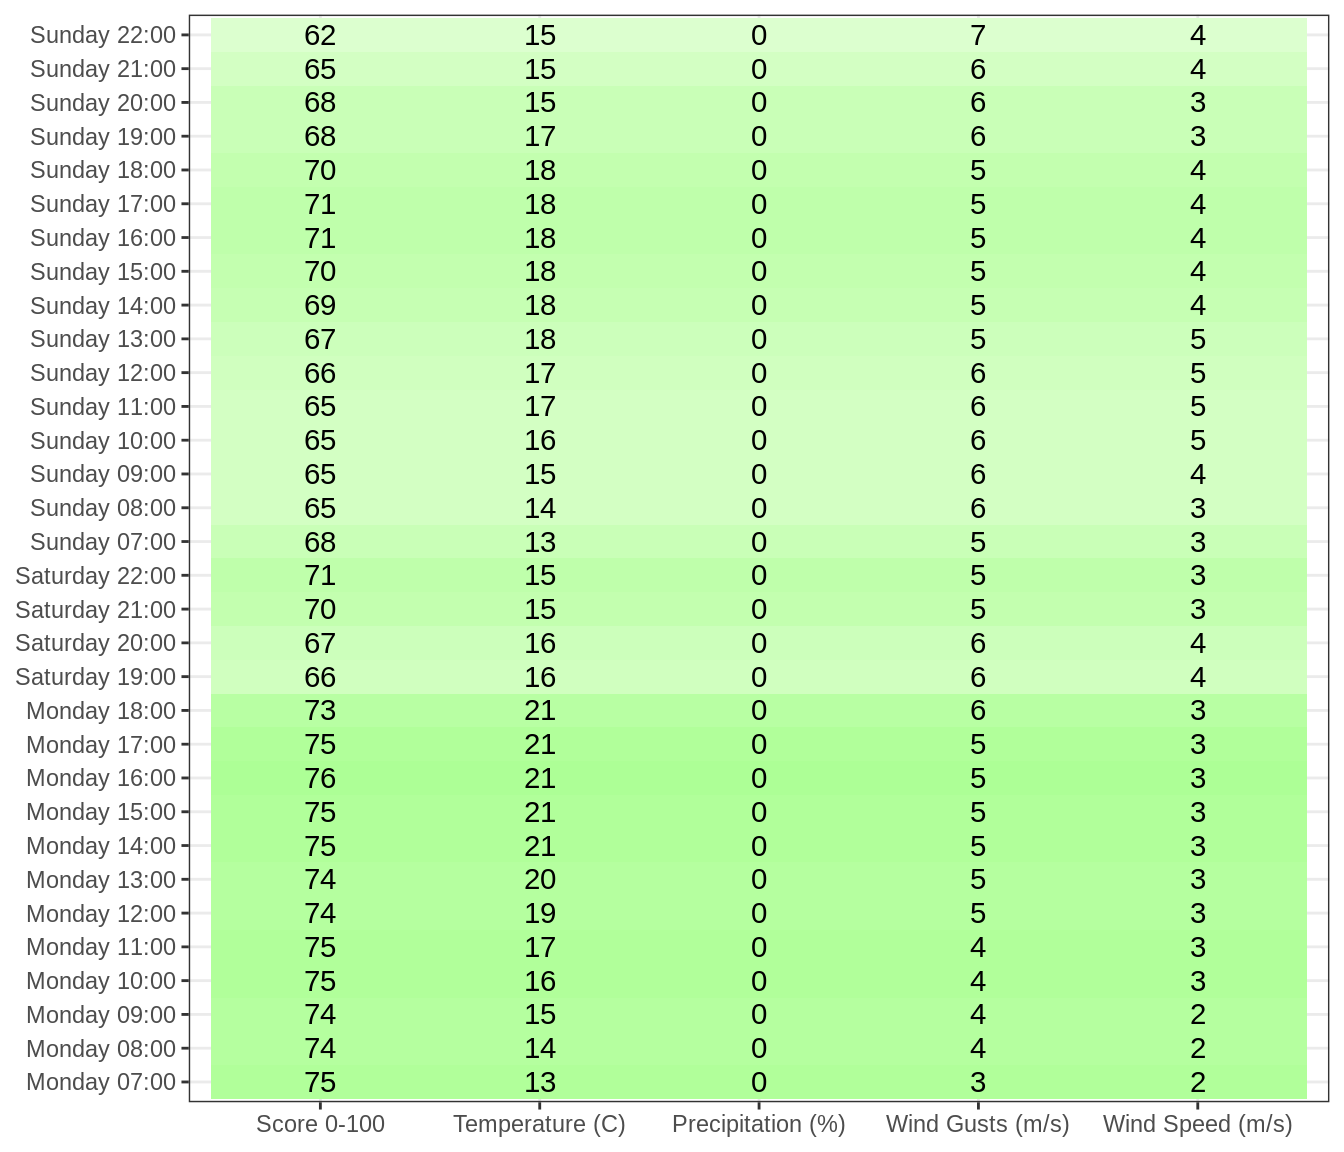 Sunday 22:00 62 15 0 7 4
Sunday 21:00 65 15 0 6 4
Sunday 20:00 68 15 0 6 3
Sunday 19:00 68 17 0 6 3
Sunday 18:00 70 18 0 5 4
Sunday 17:00 71 18 0 5 4
Sunday 16:00 71 18 0 5 4
Sunday 15:00 70 18 0 5 4
Sunday 14:00 69 18 0 5 4
Sunday 13:00 67 18 0 5 5
Sunday 12:00 66 17 0 6 5
Sunday 11:00 65 17 0 6 5
Sunday 10:00 65 16 0 6 5
Sunday 09:00 65 15 0 6 4
Sunday 08:00 65 14 0 6 3
Sunday 07:00 68 13 0 5 3
Saturday 22:00 71 15 0 5 3
Saturday 21:00 70 15 0 5 3
Saturday 20:00 67 16 0 6 4
Saturday 19:00 66 16 0 6 4
Monday 18:00 73 21 0 6 3
Monday 17:00 75 21 0 5 3
Monday 16:00 76 21 0 5 3
Monday 15:00 75 21 0 5 3
Monday 14:00 75 21 0 5 3
Monday 13:00 74 20 0 5 3
Monday 12:00 74 19 0 5 3
Monday 11:00 75 17 0 4 3
Monday 10:00 75 16 0 4 3
Monday 09:00 74 15 0 4 2
Monday 08:00 74 14 0 4 2
Monday 07:00 75 13 0 3 2
Score 0-100 Temperature (C) Precipitation (%) Wind Gusts (m/s) Wind Speed (m/s)